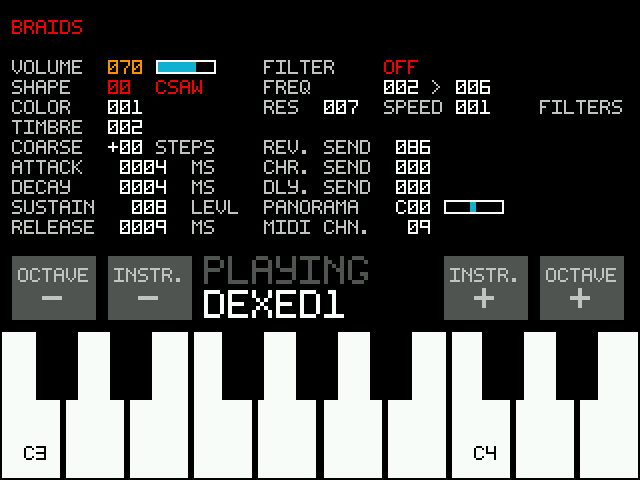 BRAIDS
VOLUME 070 FILTER OFF
SHAPE 00 CSAW FREQ 002 > 006
COLOR 001 RES 007 SPEED 001 FILTERS
TIMBRE 002
COARSE +00 STEPS REV. SEND 086
ATTACK 0004 MS CHR. SEND 000
DECAY 0004 MS DLY. SEND 000
SUSTAIN 008 LEVL PANORAMA C00
RELEASE 0009 MS MIDI CHN. 09
OCTAVE - INSTR. - PLAYING INSTR. + OCTAVE +
DEXED1
C3 C4